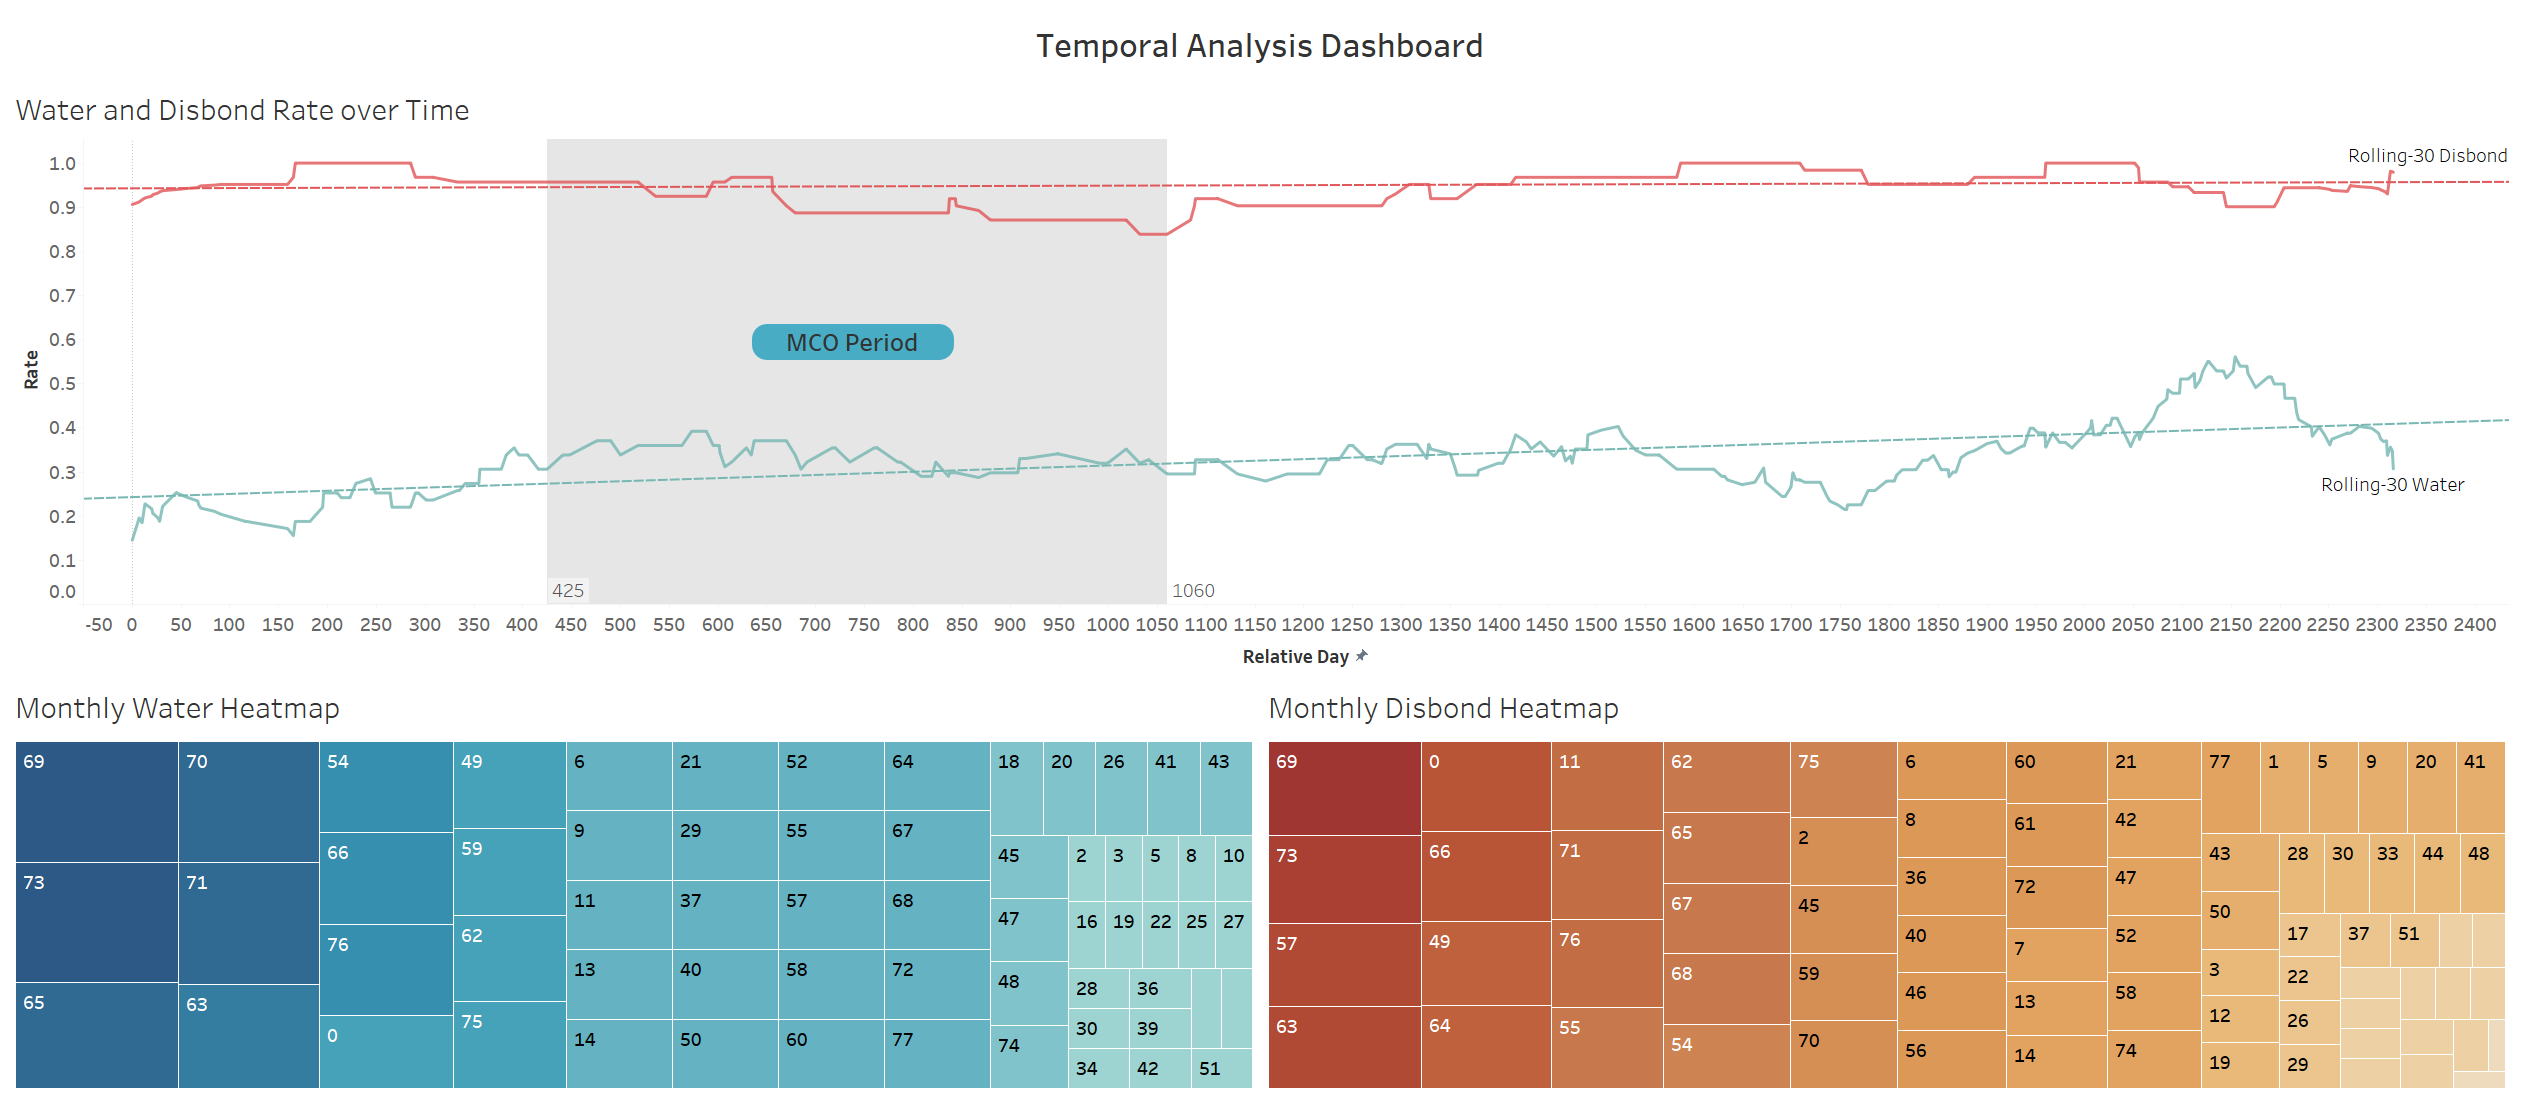 Temporal Analysis Dashboard
Water and Disbond Rate over Time
Rate
1.0
0.9
0.8
0.7
0.6
0.5
0.4
0.3
0.2
0.1
0.0
Rolling-30 Disbond
MCO Period
Rolling-30 Water
425
1060
-50 0 50 100 150 200 250 300 350 400 450 500 550 600 650 700 750 800 850 900 950 1000 1050 1100 1150 1200 1250 1300 1350 1400 1450 1500 1550 1600 1650 1700 1750 1800 1850 1900 1950 2000 2050 2100 2150 2200 2250 2300 2350 2400
Relative Day
Monthly Water Heatmap
69 70 54 49 6 21 52 64 18 20 26 41 43
9 29 55 67
66 59 45 2 3 5 8 10
73 71 11 37 57 68
47 16 19 22 25 27
76 62 13 40 58 72
48 28 36
65 63 0 75 14 50 60 77
74 30 39
34 42 51
Monthly Disbond Heatmap
69 0 11 62 75 6 60 21 77 1 5 9 20 41
65 2 8 61 42
73 66 71 43 28 30 33 44 48
67 45 36 72 47 50
57 49 76 40 7 52 17 37 51
68 59 46 13 58 3 22
63 64 55 54 70 56 14 74 12 26
19 29